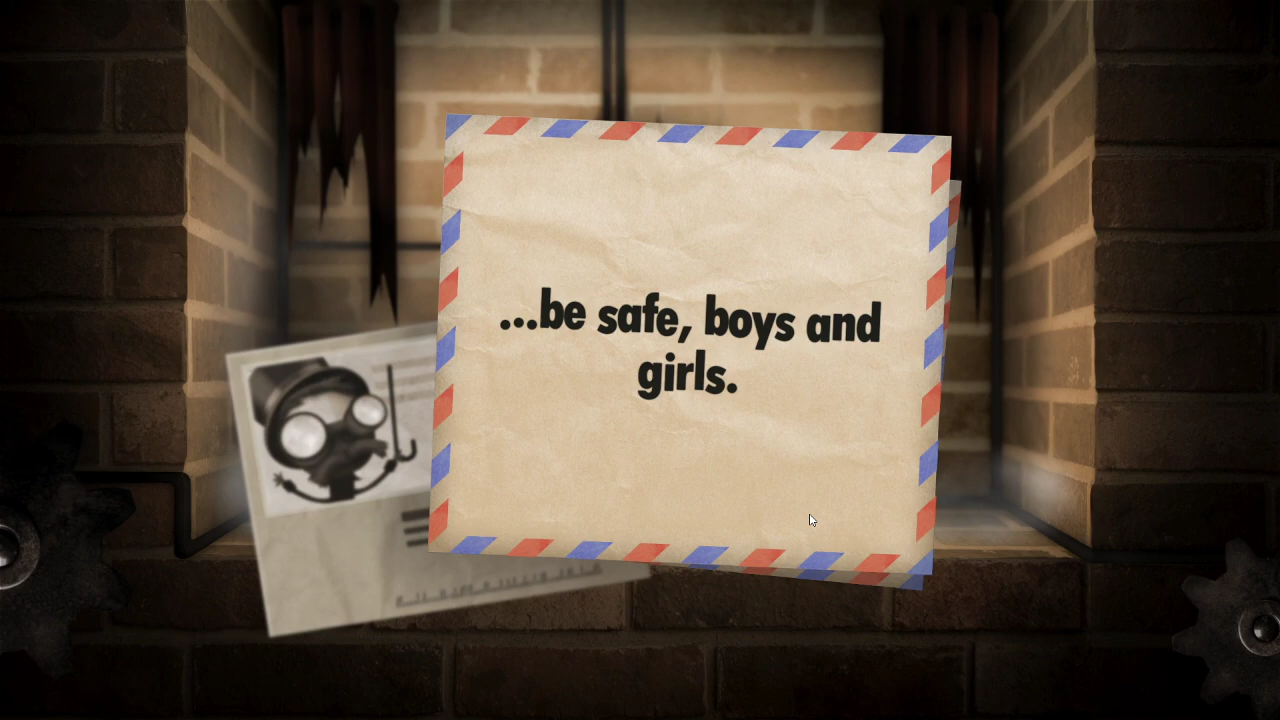 ...be safe, boys and
girls.